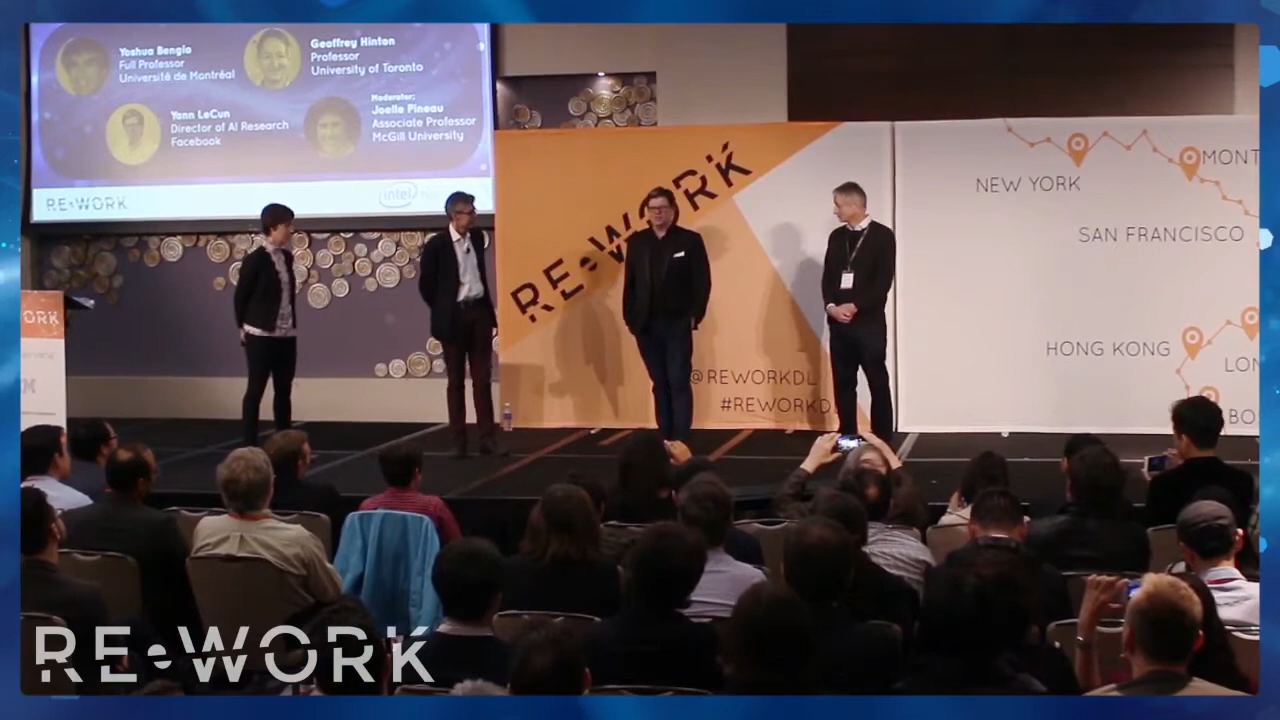 Yoshua Bengio
Full Professor
Université de Montréal
Geoffrey Hinton
Professor
University of Toronto
Yann LeCun
Director of AI Research
Facebook
Moderator:
Joelle Pineau
Associate Professor
McGill University
RE•WORK
intel
RE•WORK
@REWORKDL
#REWORKDL
NEW YORK
MONT
SAN FRANCISCO
HONG KONG
LON
BO
ORK
RE•WORK